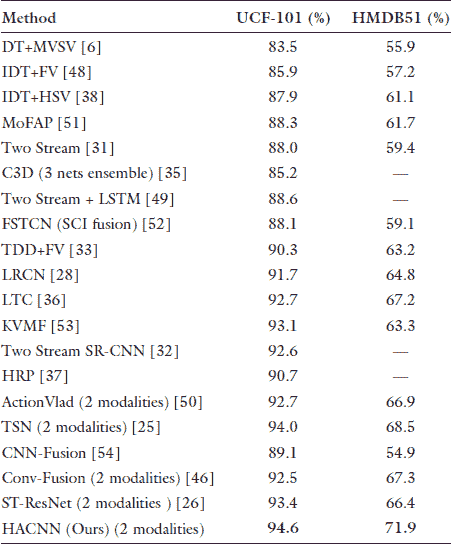 Method UCF-101 (%) HMDB51 (%)
DT+MVSV [6] 83.5 55.9
IDT+FV [48] 85.9 57.2
IDT+HSV [38] 87.9 61.1
MoFAP [51] 88.3 61.7
Two Stream [31] 88.0 59.4
C3D (3 nets ensemble) [35] 85.2 —
Two Stream + LSTM [49] 88.6 —
FSTCN (SCI fusion) [52] 88.1 59.1
TDD+FV [33] 90.3 63.2
LRCN [28] 91.7 64.8
LTC [36] 92.7 67.2
KVMF [53] 93.1 63.3
Two Stream SR-CNN [32] 92.6 —
HRP [37] 90.7 —
ActionVlad (2 modalities) [50] 92.7 66.9
TSN (2 modalities) [25] 94.0 68.5
CNN-Fusion [54] 89.1 54.9
Conv-Fusion (2 modalities) [46] 92.5 67.3
ST-ResNet (2 modalities ) [26] 93.4 66.4
HACNN (Ours) (2 modalities) 94.6 71.9